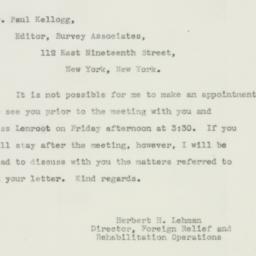 . Paul Kellogg,
Editor, Survey Associates,
112 East Nineteenth Street,
New York, New York.
It is not possible for me to make an appointment
see you prior to the meeting with you and
ss Lenroot on Friday afternoon at 3:30. If you
ll stay after the meeting, however, I will be
ad to discuss with you the matters referred to
your letter. Kind regards.
Herbert H. Lehman
Director, Foreign Relief and
Rehabilitation Operations